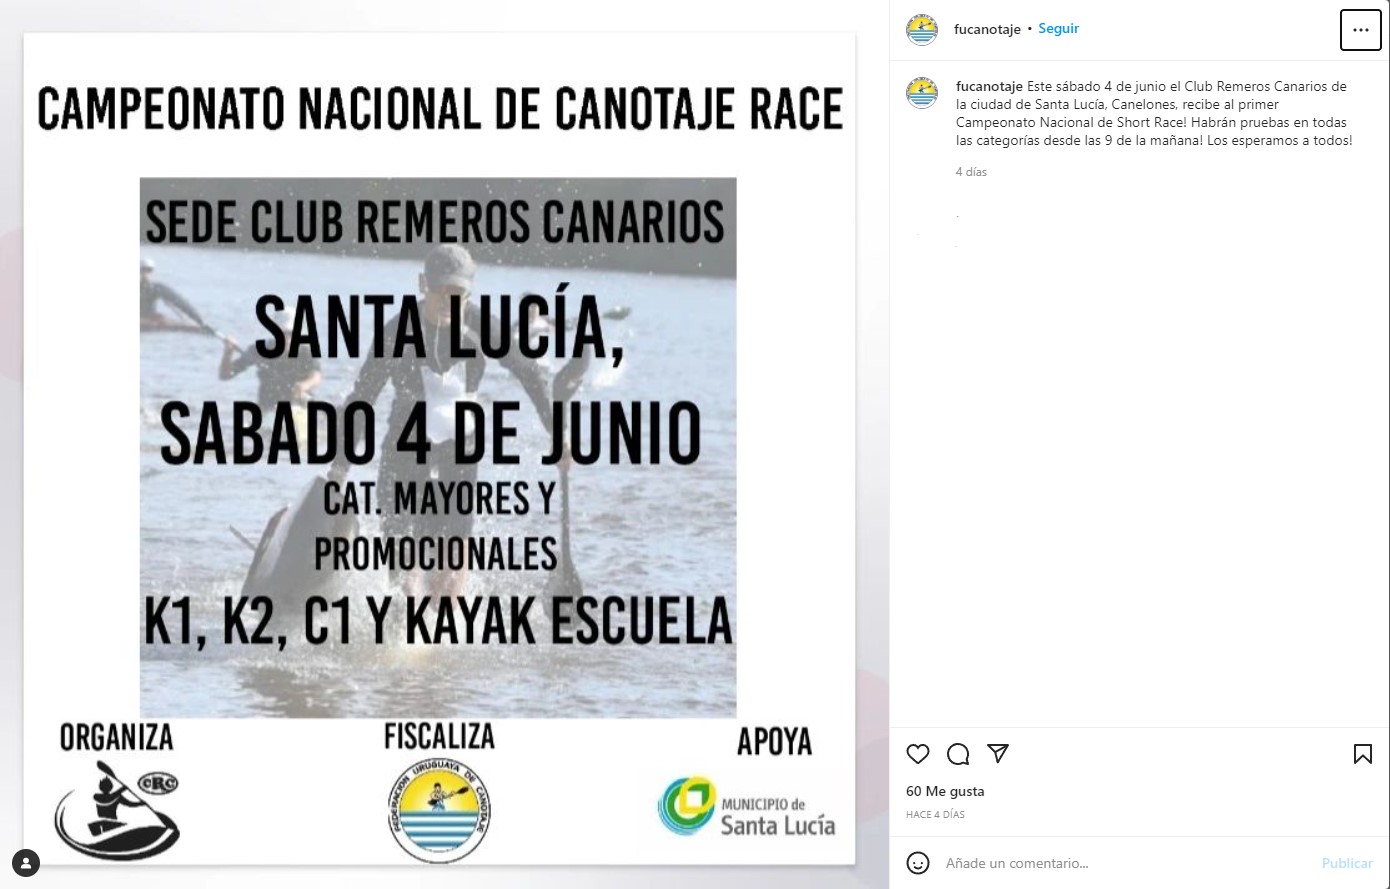 CAMPEONATO NACIONAL DE CANOTAJE RACE
SEDE CLUB REMEROS CANARIOS
SANTA LUCÍA,
SABADO 4 DE JUNIO
CAT. MAYORES Y
PROMOCIONALES
K1, K2, C1 Y KAYAK ESCUELA
ORGANIZA
FISCALIZA
APOYA
CRC
FEDERACION URUGUAYA DE CANOTAJE
MUNICIPIO de
Santa Lucía
fucanotaje • Seguir
fucanotaje Este sábado 4 de junio el Club Remeros Canarios de
la ciudad de Santa Lucía, Canelones, recibe al primer
Campeonato Nacional de Short Race! Habrán pruebas en todas
las categorías desde las 9 de la mañana! Los esperamos a todos!
4 días
60 Me gusta
HACE 4 DÍAS
Añade un comentario...
Publicar